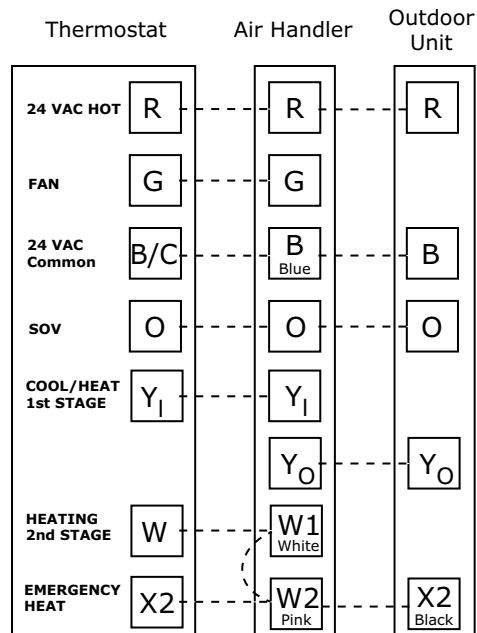 Thermostat Air Handler Outdoor
Unit
24 VAC HOT R R R
FAN G G
24 VAC
Common B/C B B
Blue
SOV O O O
COOL/HEAT
1st STAGE YI YI
YO YO
HEATING
2nd STAGE W W1
White
EMERGENCY
HEAT X2 W2 X2
Pink Black